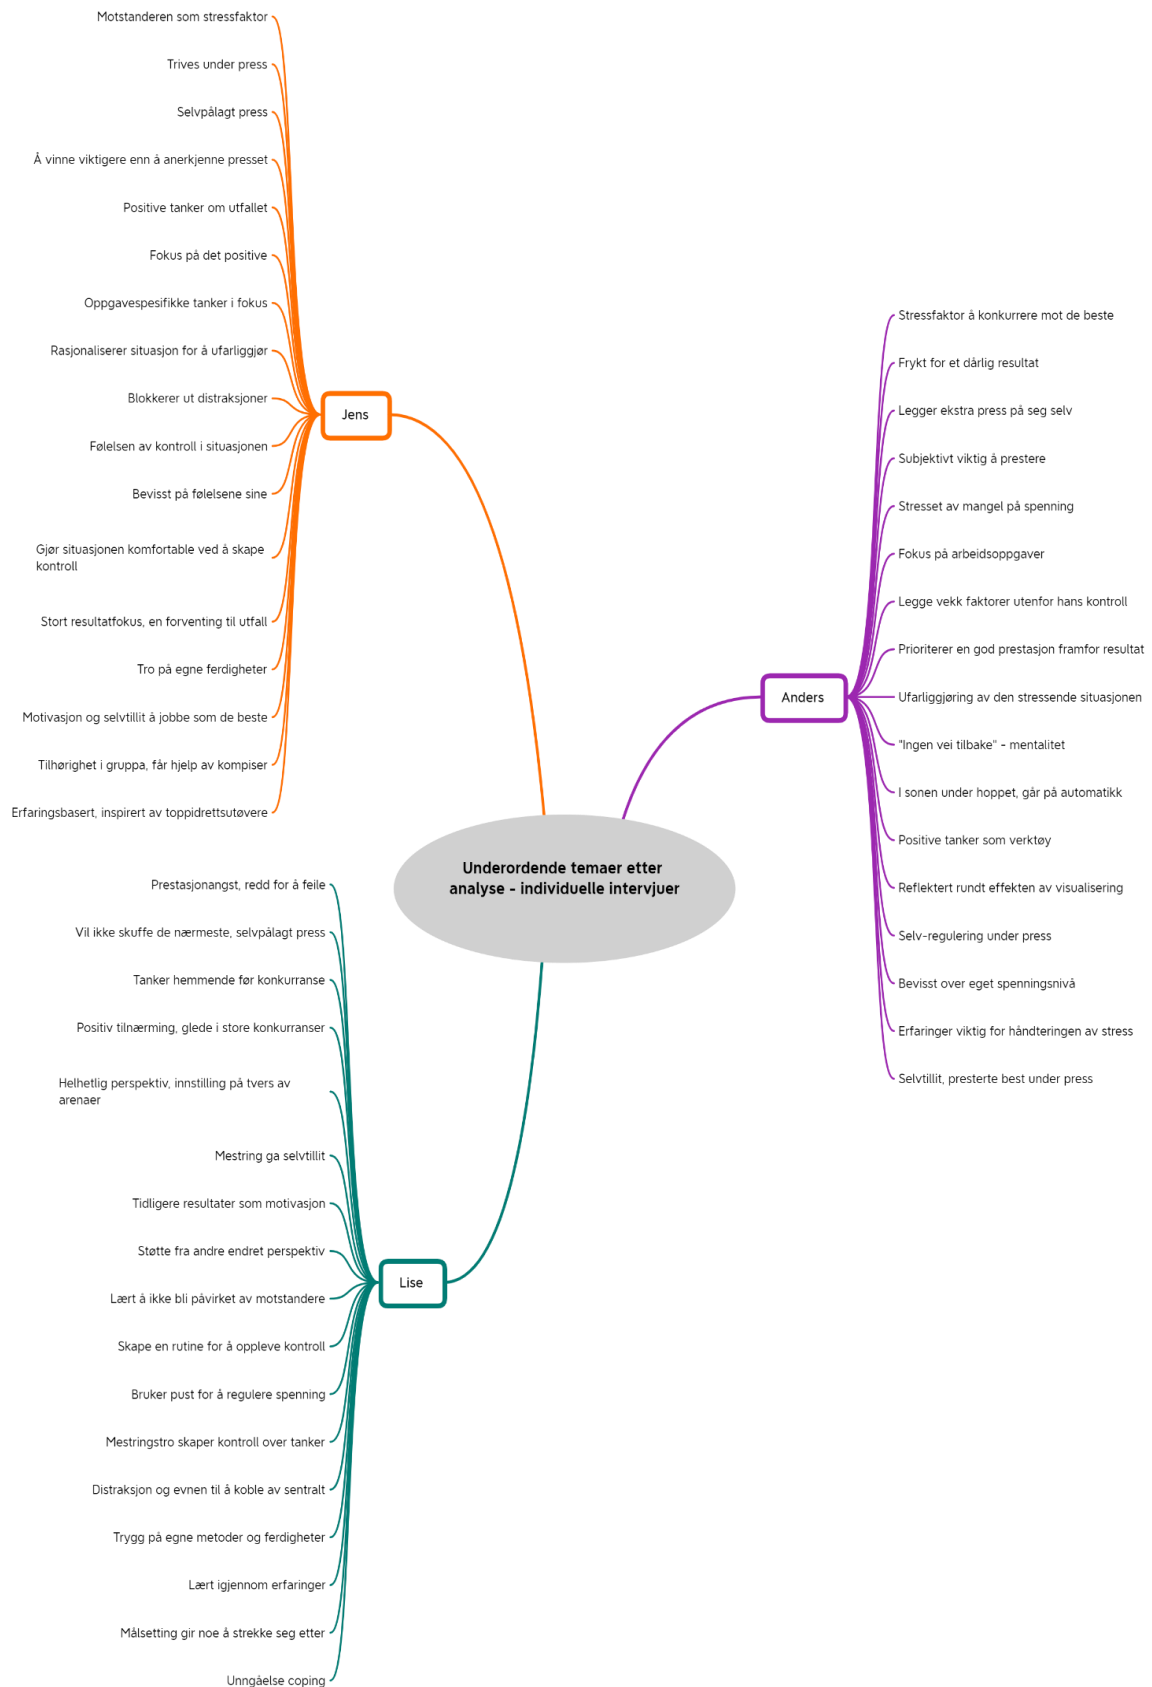 Motstanderen som stressfaktor
Trives under press
Selvpålagt press
Å vinne viktigere enn å anerkjenne presset
Positive tanker om utfallet
Fokus på det positive
Oppgavespesifikke tanker i fokus
Rasjonaliserer situasjon for å ufarliggjør
Blokkerer ut distraksjoner
Følelsen av kontroll i situasjonen
Bevisst på følelsene sine
Gjør situasjonen komfortable ved å skape
kontroll
Stort resultatfokus, en forventing til utfall
Tro på egne ferdigheter
Motivasjon og selvtillit å jobbe som de beste
Tilhørighet i gruppa, får hjelp av kompiser
Erfaringsbasert, inspirert av toppidrettsutøvere
Jens
Stressfaktor å konkurrere mot de beste
Frykt for et dårlig resultat
Legger ekstra press på seg selv
Subjektivt viktig å prestere
Stresset av mangel på spenning
Fokus på arbeidsoppgaver
Legge vekk faktorer utenfor hans kontroll
Prioriterer en god prestasjon framfor resultat
Ufarliggjøring av den stressende situasjonen
"Ingen vei tilbake" - mentalitet
I sonen under hoppet, går på automatikk
Positive tanker som verktøy
Reflektert rundt effekten av visualisering
Selv-regulering under press
Bevisst over eget spenningsnivå
Erfaringer viktig for håndteringen av stress
Selvtillit, presterte best under press
Anders
Underordende temaer etter
analyse - individuelle intervjuer
Prestasjonangst, redd for å feile
Vil ikke skuffe de nærmeste, selvpålagt press
Tanker hemmende før konkurranse
Positiv tilnærming, glede i store konkurranser
Helhetlig perspektiv, innstilling på tvers av
arenaer
Mestring ga selvtillit
Tidligere resultater som motivasjon
Støtte fra andre endret perspektiv
Lært å ikke bli påvirket av motstandere
Skape en rutine for å oppleve kontroll
Bruker pust for å regulere spenning
Mestringstro skaper kontroll over tanker
Distraksjon og evnen til å koble av sentralt
Trygg på egne metoder og ferdigheter
Lært igjennom erfaringer
Målsetting gir noe å strekke seg etter
Unngåelse coping
Lise